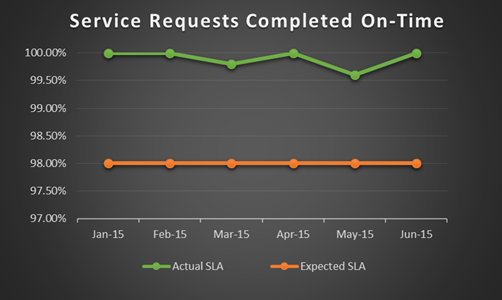 Service Requests Completed On-Time
100.00%
99.50%
99.00%
98.50%
98.00%
97.50%
97.00%
Jan-15 Feb-15 Mar-15 Apr-15 May-15 Jun-15
Actual SLA Expected SLA